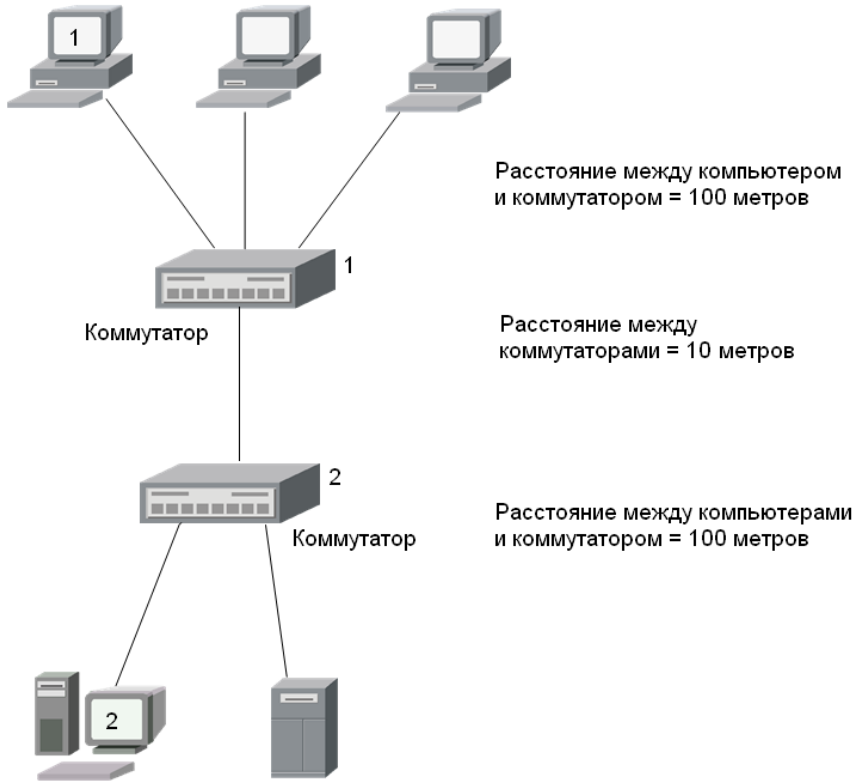 1
Расстояние между компьютером
и коммутатором = 100 метров
1
Коммутатор
Расстояние между
коммутаторами = 10 метров
2
Коммутатор
Расстояние между компьютерами
и коммутатором = 100 метров
2